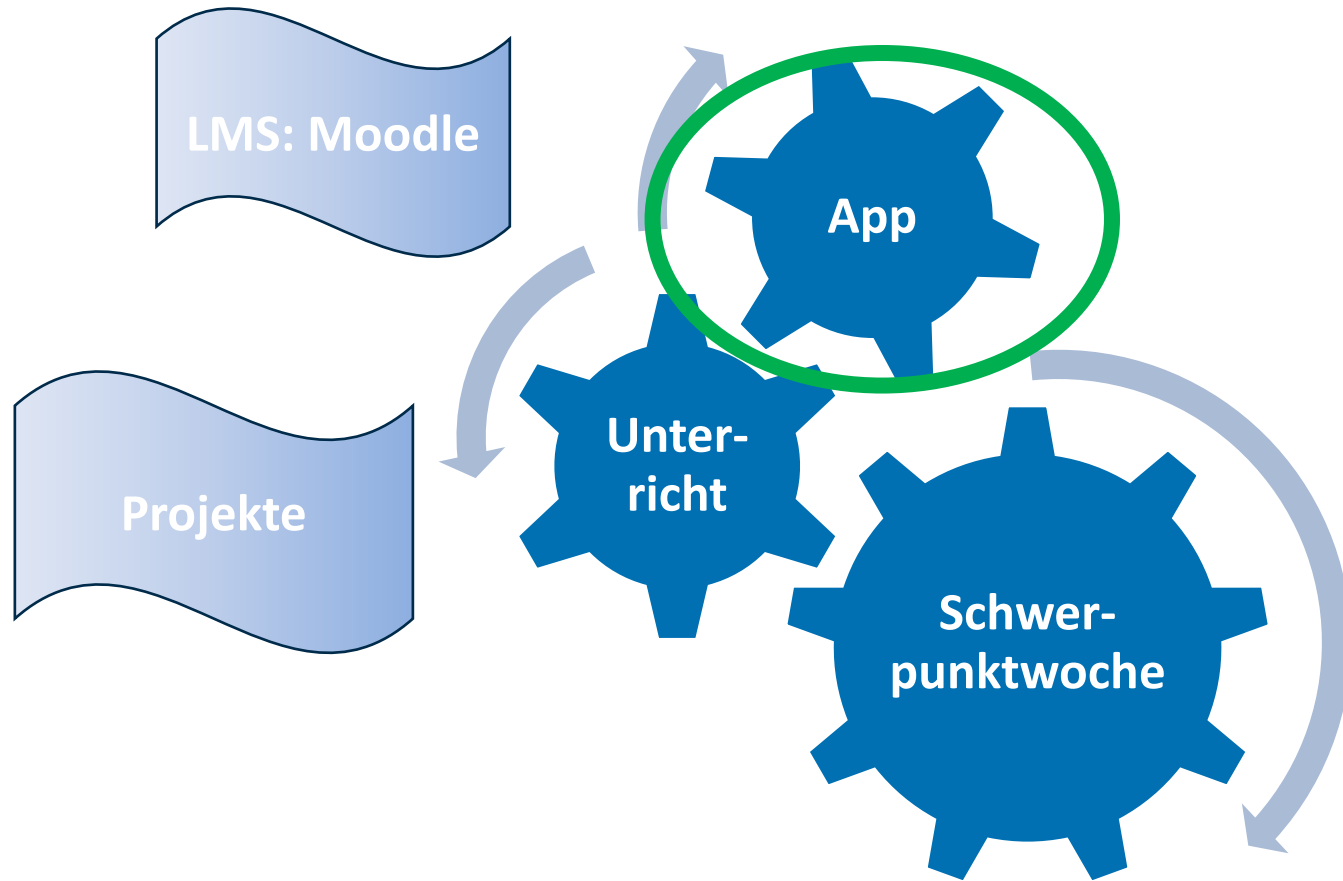 LMS: Moodle
App
Unter-
richt
Projekte
Schwer-
punktwoche